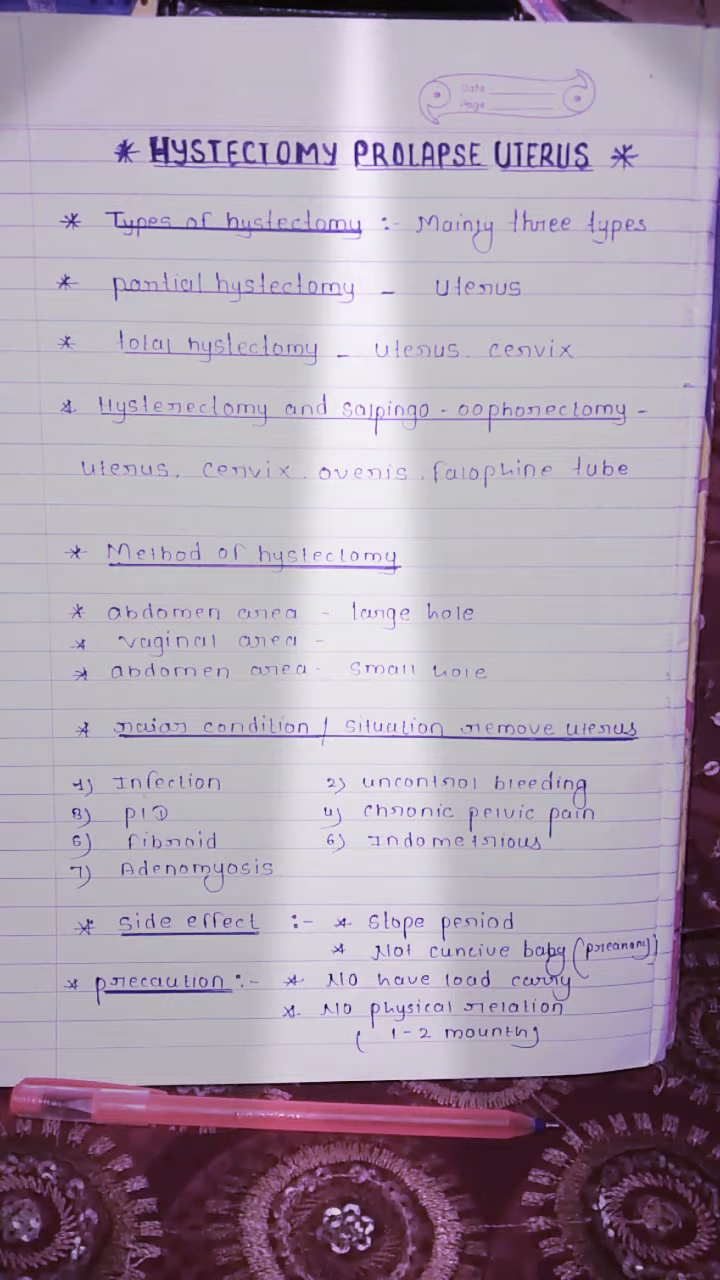 Date
Page
* HYSTECTOMY PROLAPSE UTERUS *
* Types of hystectomy :- Mainly three types
* partial hystectomy - uterus
* total hystectomy - uterus. cervix
* Hysterectomy and salpingo - oophorectomy -
uterus. cervix. overis. falophine tube
* Method of hystectomy
* abdomen area - large hole
* vaginal area -
* abdomen area - small hole
* condition / situation remove uterus
1) Infection 2) uncontrol bleeding
3) PID 4) chronic pelvic pain
5) fibroid 6) Indometrious
7) Adenomyosis
* side effect :- * Slope period
* Not cuncive baby (preanany)
* precaution :- * NO have load carry
* NO physical relation
( 1-2 mounth)